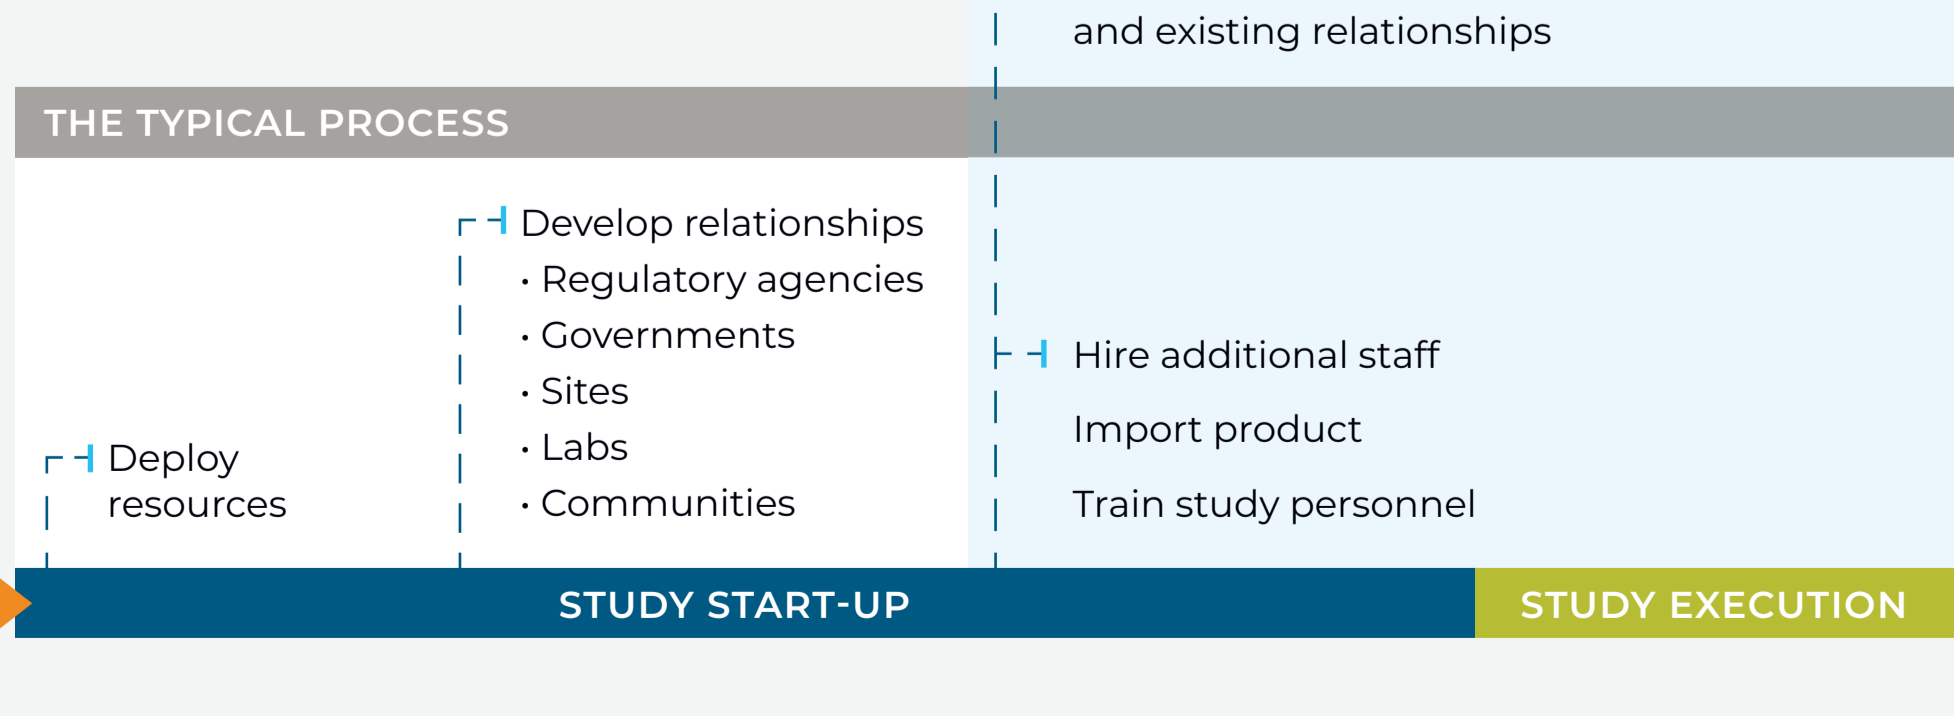 and existing relationships
THE TYPICAL PROCESS
Develop relationships
• Regulatory agencies
• Governments
• Sites
• Labs
• Communities
Deploy
resources
Hire additional staff
Import product
Train study personnel
STUDY START-UP
STUDY EXECUTION